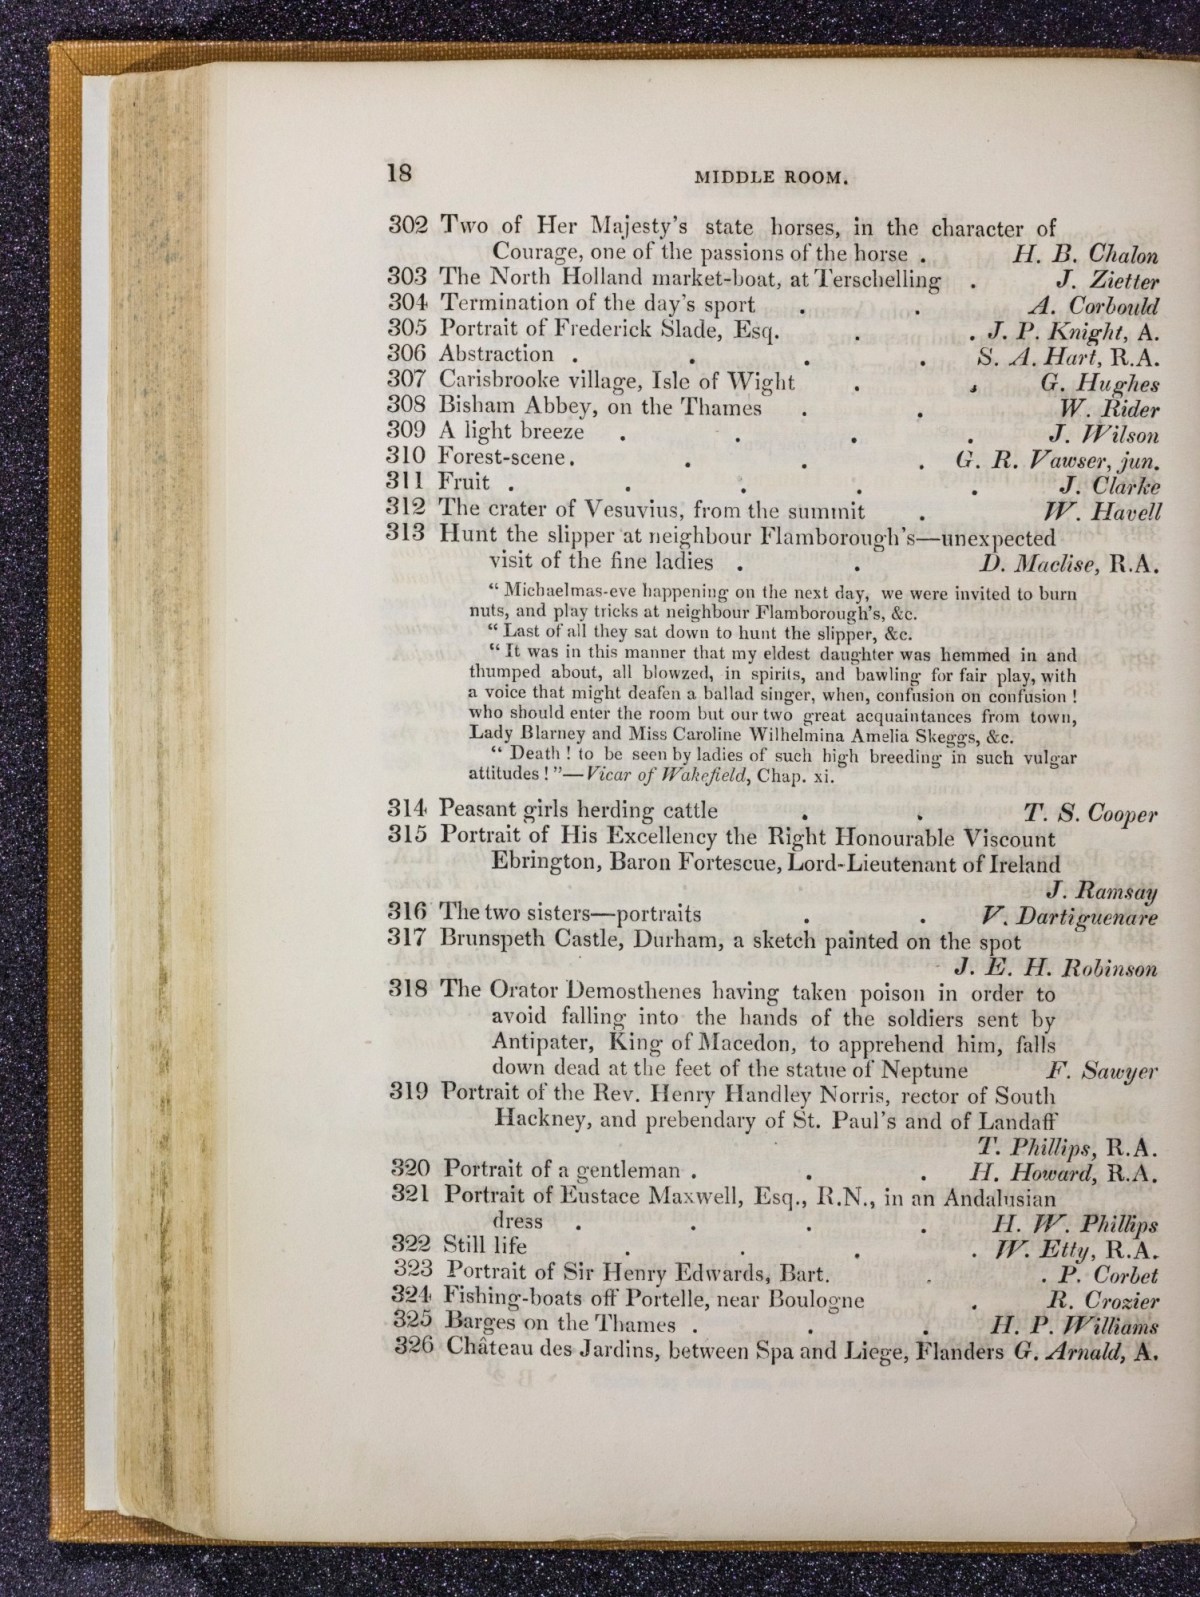 18 MIDDLE ROOM.
302 Two of Her Majesty's state horses, in the character of
Courage, one of the passions of the horse . H. B. Chalon
303 The North Holland market-boat, at Terschelling . J. Zietter
304 Termination of the day's sport . . A. Corbould
305 Portrait of Frederick Slade, Esq. . . J. P. Knight, A.
306 Abstraction . . . . S. A. Hart, R.A.
307 Carisbrooke village, Isle of Wight . . G. Hughes
308 Bisham Abbey, on the Thames . . W. Rider
309 A light breeze . . . . J. Wilson
310 Forest-scene . . . . G. R. Vawser, jun.
311 Fruit . . . . . J. Clarke
312 The crater of Vesuvius, from the summit . W. Havell
313 Hunt the slipper at neighbour Flamborough's—unexpected
visit of the fine ladies . . D. Maclise, R.A.
" Michaelmas-eve happening on the next day, we were invited to burn
nuts, and play tricks at neighbour Flamborough's, &c.
" Last of all they sat down to hunt the slipper, &c.
" It was in this manner that my eldest daughter was hemmed in and
thumped about, all blowzed, in spirits, and bawling for fair play, with
a voice that might deafen a ballad singer, when, confusion on confusion !
who should enter the room but our two great acquaintances from town,
Lady Blarney and Miss Caroline Wilhelmina Amelia Skeggs, &c.
" Death ! to be seen by ladies of such high breeding in such vulgar
attitudes ! "—Vicar of Wakefield, Chap. xi.
314 Peasant girls herding cattle . . T. S. Cooper
315 Portrait of His Excellency the Right Honourable Viscount
Ebrington, Baron Fortescue, Lord-Lieutenant of Ireland
J. Ramsay
316 The two sisters—portraits . . V. Dartiguenare
317 Brunspeth Castle, Durham, a sketch painted on the spot
J. E. H. Robinson
318 The Orator Demosthenes having taken poison in order to
avoid falling into the hands of the soldiers sent by
Antipater, King of Macedon, to apprehend him, falls
down dead at the feet of the statue of Neptune F. Sawyer
319 Portrait of the Rev. Henry Handley Norris, rector of South
Hackney, and prebendary of St. Paul's and of Landaff
T. Phillips, R.A.
320 Portrait of a gentleman . . . H. Howard, R.A.
321 Portrait of Eustace Maxwell, Esq., R.N., in an Andalusian
dress . . . . H. W. Phillips
322 Still life . . . . W. Etty, R.A.
323 Portrait of Sir Henry Edwards, Bart. . . P. Corbet
324 Fishing-boats off Portelle, near Boulogne . R. Crozier
325 Barges on the Thames . . . H. P. Williams
326 Château des Jardins, between Spa and Liege, Flanders G. Arnald, A.